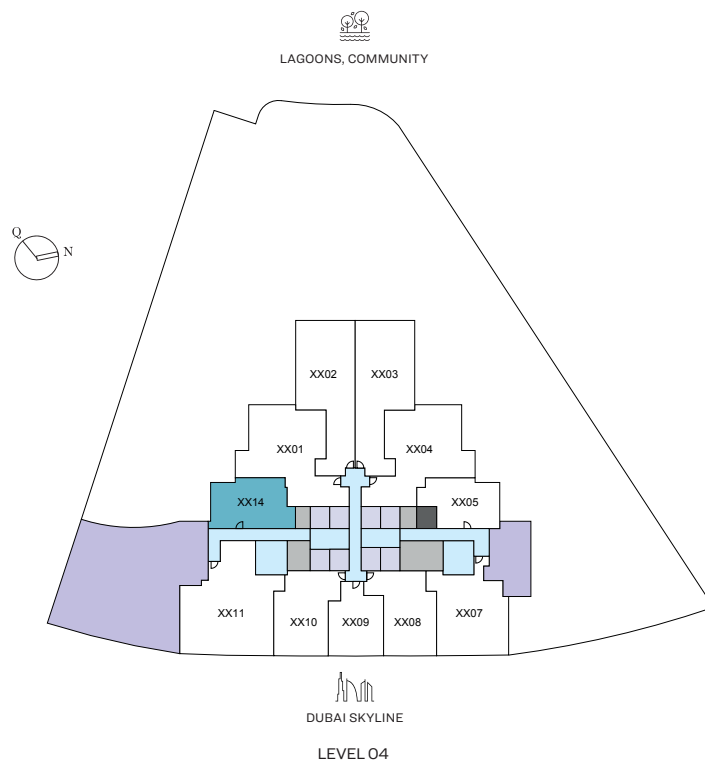 LAGOONS, COMMUNITY
Q
N
XX02
XX03
XX01
XX04
XX14
XX05
XX11
XX10
XX09
XX08
XX07
DUBAI SKYLINE
LEVEL 04